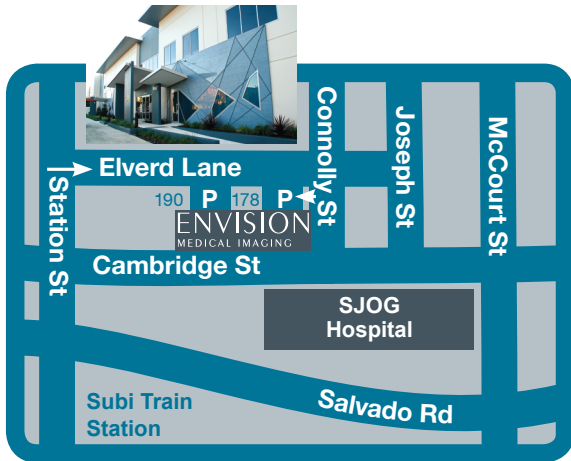 Elverd Lane
Station St
Connolly St
Joseph St
McCourt St
190 P 178 P
ENVISION
MEDICAL IMAGING
Cambridge St
SJOG
Hospital
Salvado Rd
Subi Train
Station